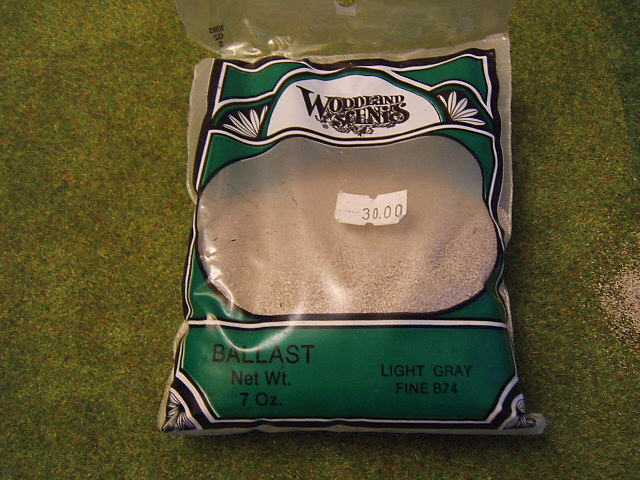 WOODLAND
SCENICS
30.00
BALLAST
Net Wt.
7 Oz.
LIGHT GRAY
FINE B74